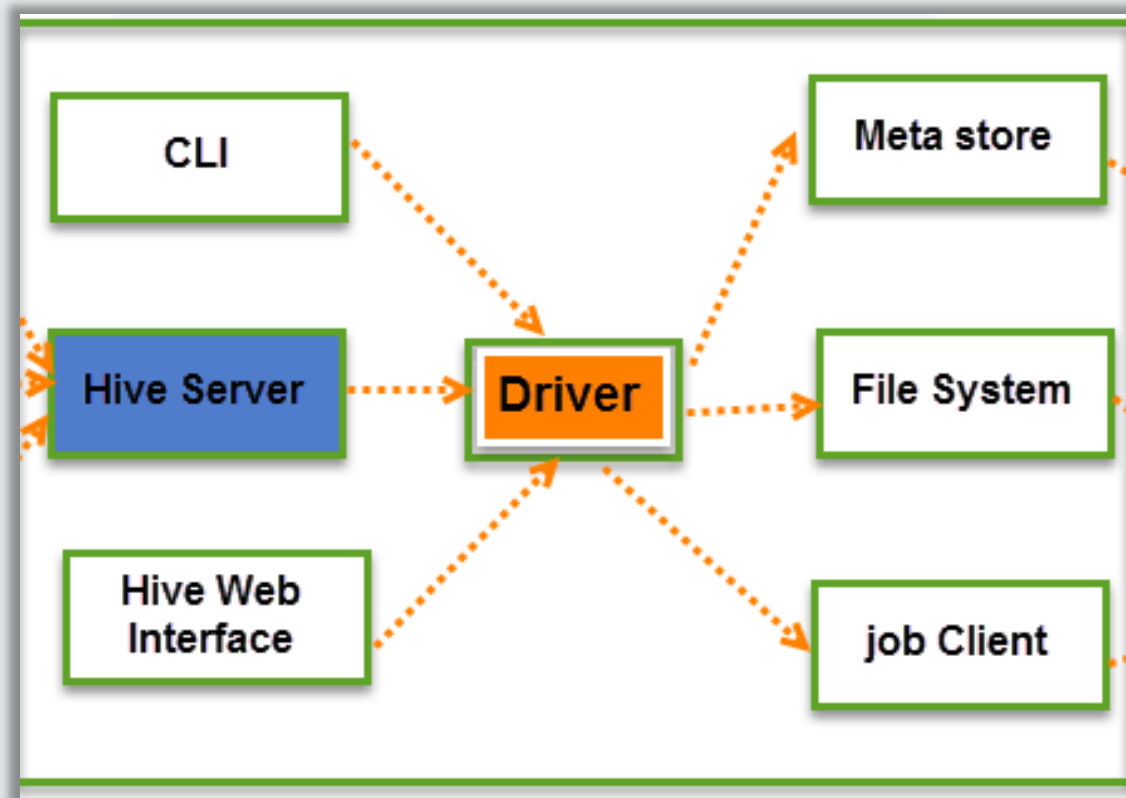 CLI
Meta store
Hive Server
Driver
File System
Hive Web
Interface
job Client